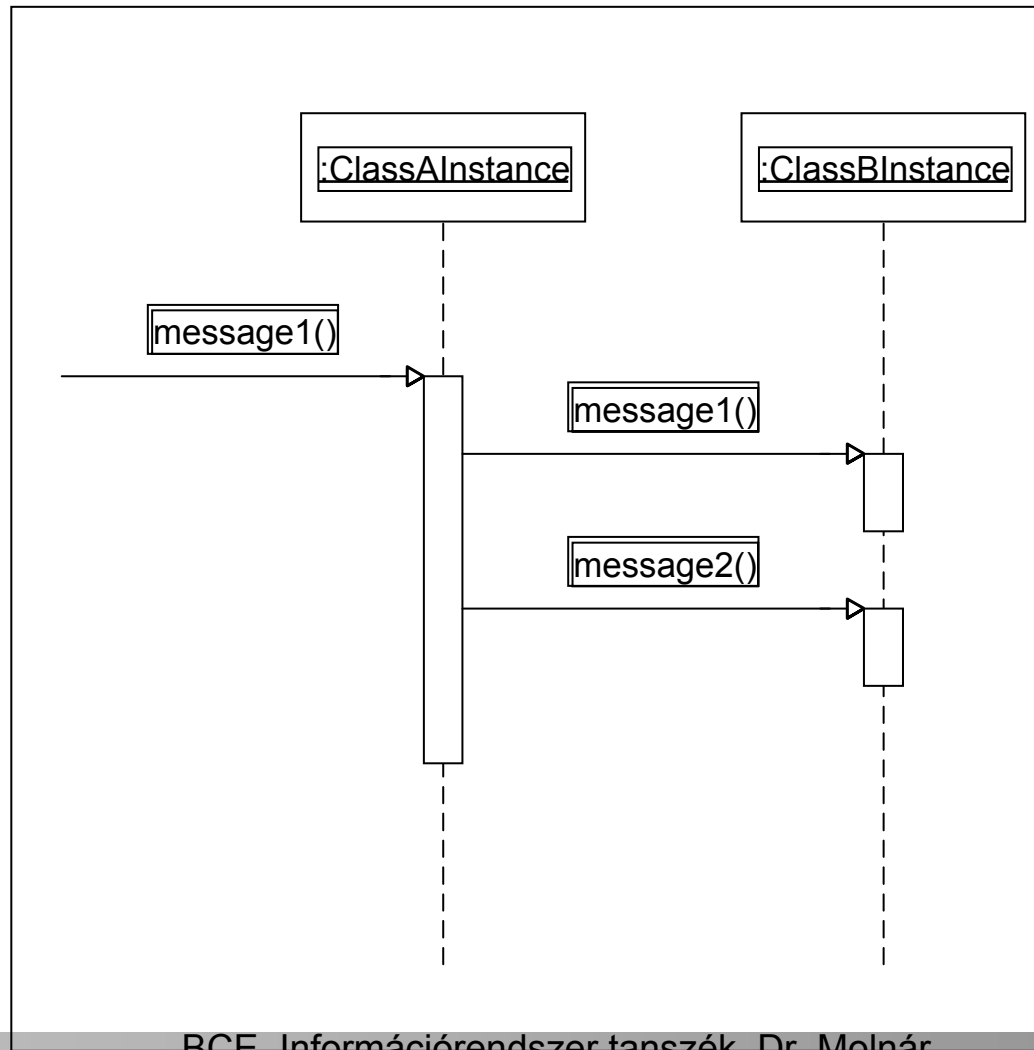 :ClassAInstance
:ClassBInstance
message1()
message1()
message2()
BCE Információrendszer tanszék Dr. Molnár